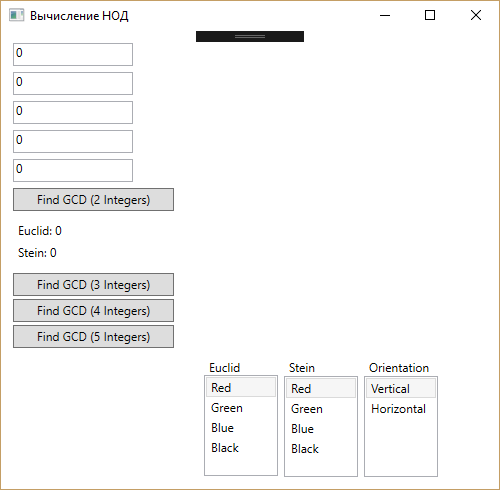 Вычисление НОД
0
0
0
0
0
Find GCD (2 Integers)
Euclid: 0
Stein: 0
Find GCD (3 Integers)
Find GCD (4 Integers)
Find GCD (5 Integers)
Euclid
Red
Green
Blue
Black
Stein
Red
Green
Blue
Black
Orientation
Vertical
Horizontal